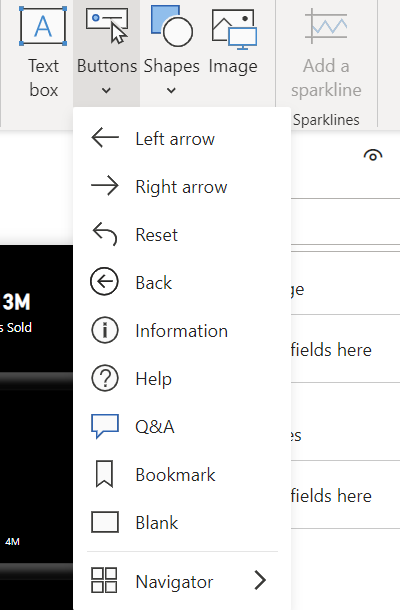 Text
box
Buttons
Shapes
Image
Add a
sparkline
Sparklines
Left arrow
Right arrow
Reset
Back
Information
Help
Q&A
Bookmark
Blank
Navigator
3M
s Sold
4M
ge
fields here
es
fields here